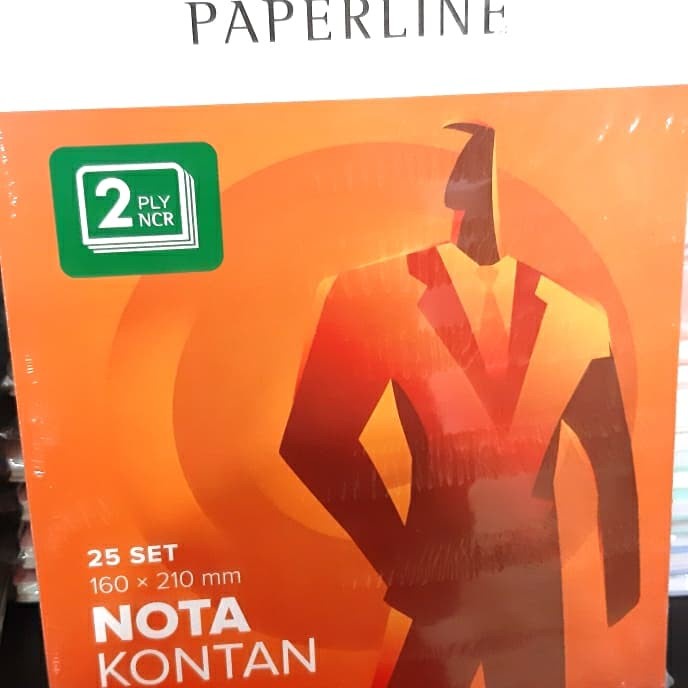 PAPERLINE
2 PLY
NCR
25 SET
160 × 210 mm
NOTA
KONTAN